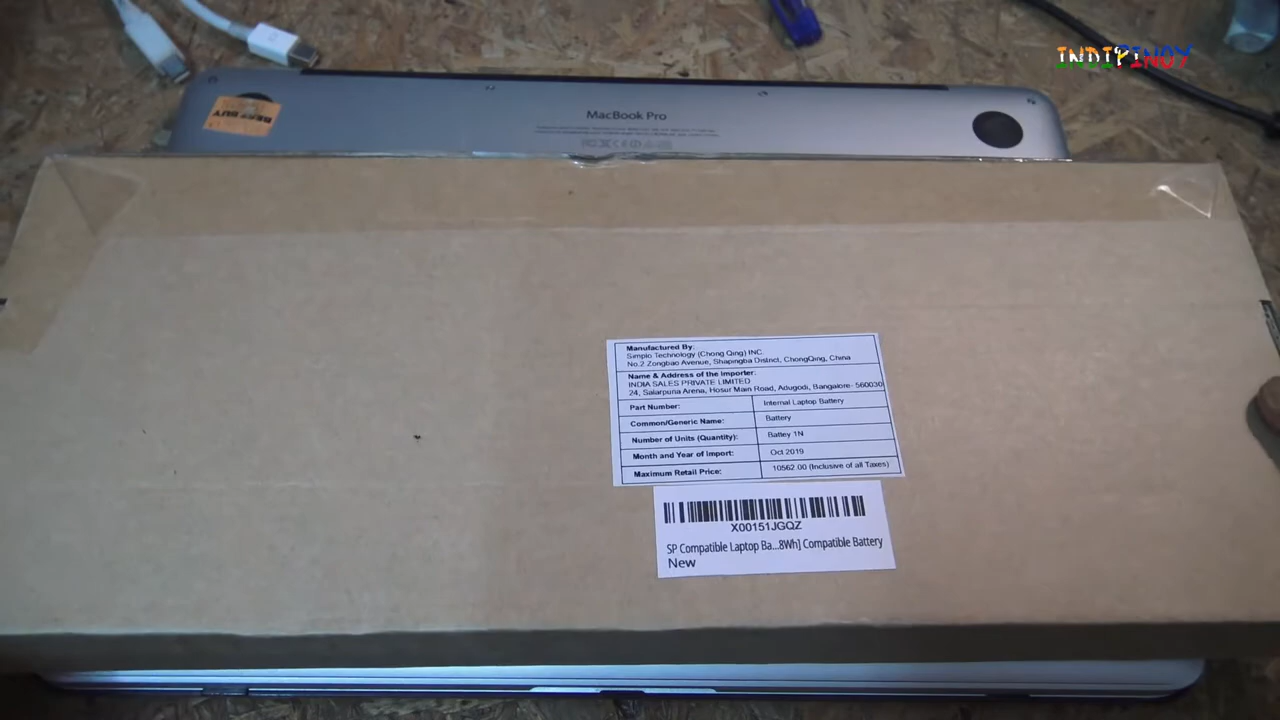 INDIPINOY
BEST BUY
MacBook Pro
Manufactured By:
Simplo Technology (Chong Qing) INC.
No.2 Zongbao Avenue, Shapingba District, ChongQing, China
Name & Address of the Importer:
INDIA SALES PRIVATE LIMITED
24, Salarpuria Arena, Hosur Main Road, Adugodi, Bangalore- 560030
Part Number: Internal Laptop Battery
Common/Generic Name: Battery
Number of Units (Quantity): Battey 1N
Month and Year of Import: Oct 2019
Maximum Retail Price: 10562.00 (Inclusive of all Taxes)
X00151JGQZ
SP Compatible Laptop Ba...8Wh] Compatible Battery
New